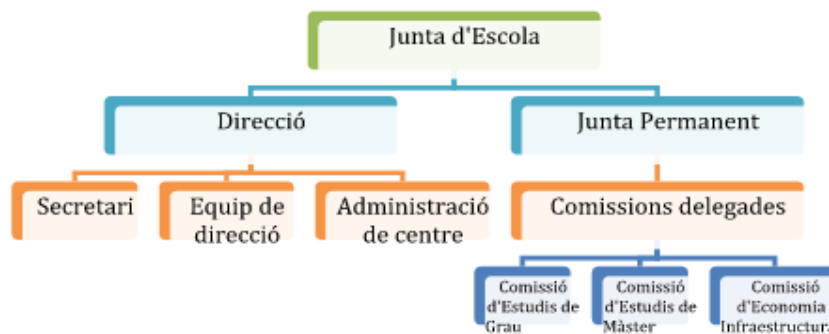 Junta d'Escola
Direcció
Junta Permanent
Secretari
Equip de
direcció
Administració
de centre
Comissions delegades
Comissió
d'Estudis de
Grau
Comissió
d'Estudis de
Màster
Comissió
d'Economia
Infraestructur